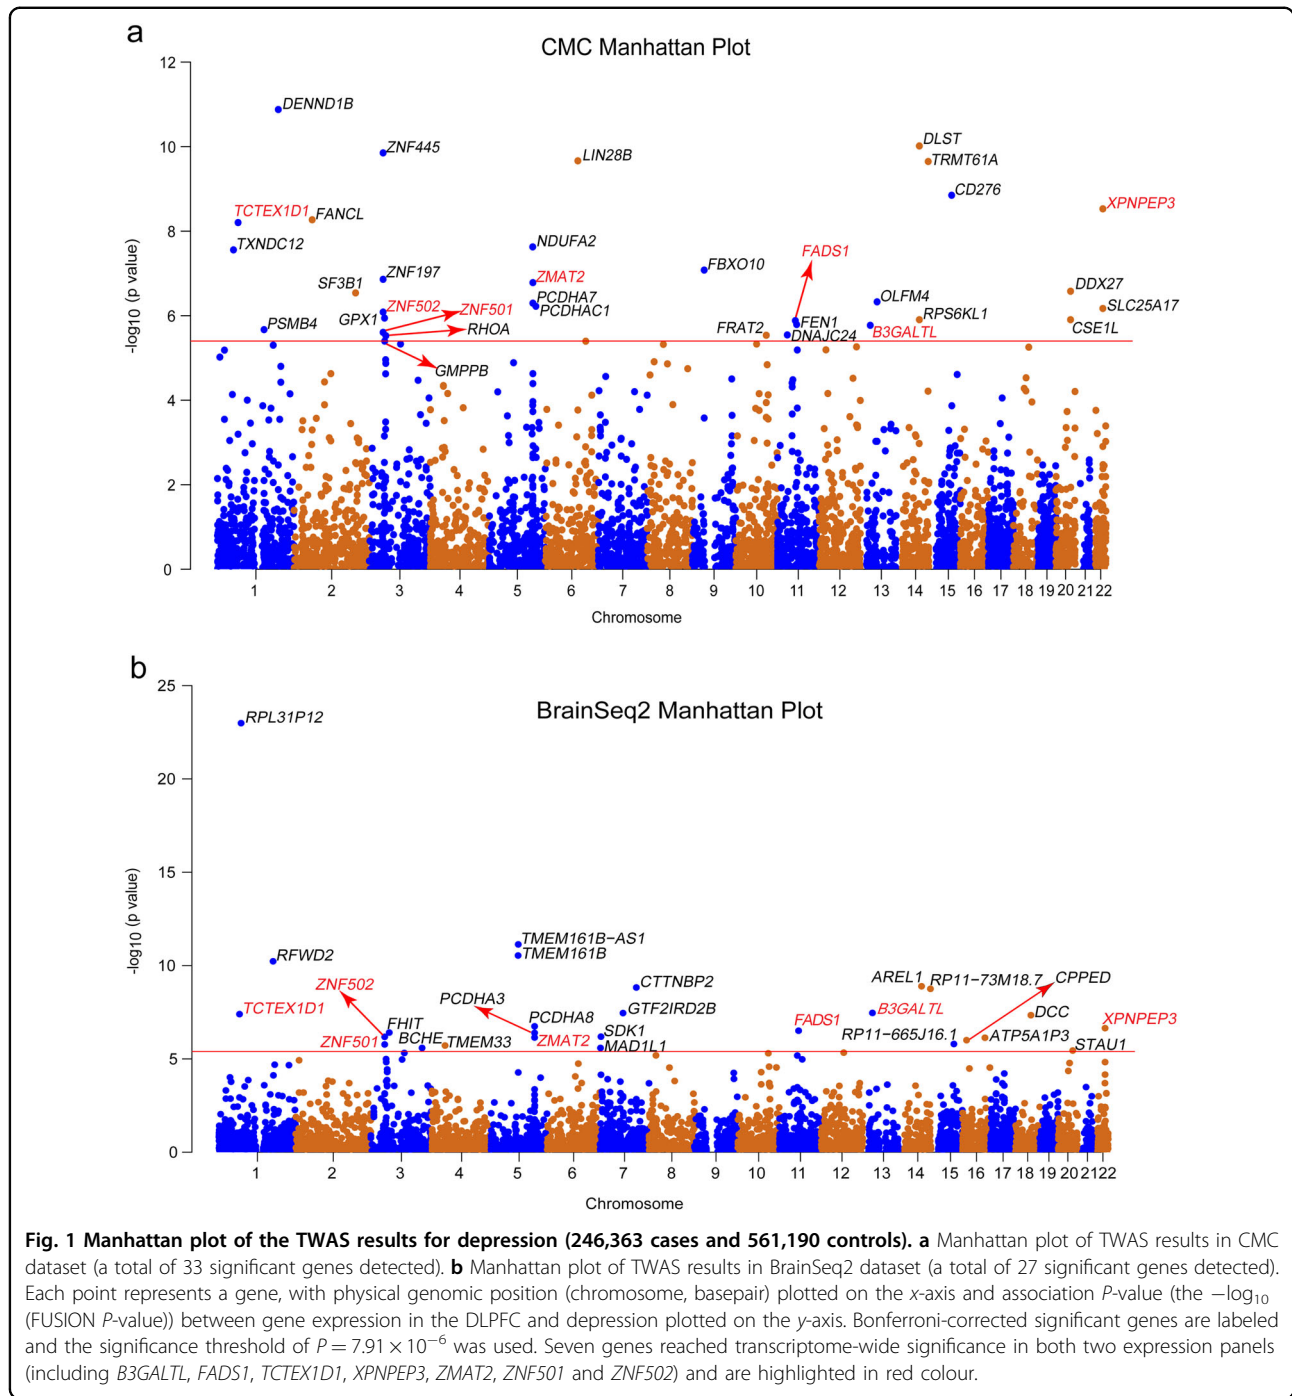 a
CMC Manhattan Plot
-log10 (p value)
12
10
8
6
4
2
0
DENND1B
ZNF445
LIN28B
DLST
TRMT61A
CD276
XPNPEP3
TCTEX1D1
FANCL
TXNDC12
NDUFA2
FADS1
FBXO10
ZNF197
SF3B1
ZMAT2
DDX27
PCDHA7
OLFM4
SLC25A17
ZNF502
ZNF501
PCDHAC1
GPX1
PSMB4
RHOA
FRAT2
FEN1
RPS6KL1
CSE1L
DNAJC24
B3GALTL
GMPPB
1 2 3 4 5 6 7 8 9 10 11 12 13 14 15 16 17 18 19 20 21 22
Chromosome
b
BrainSeq2 Manhattan Plot
-log10 (p value)
25
20
15
10
5
0
RPL31P12
TMEM161B-AS1
TMEM161B
RFWD2
ZNF502
CTTNBP2
AREL1
RP11-73M18.7
CPPED
PCDHA3
TCTEX1D1
GTF2IRD2B
B3GALTL
DCC
FHIT
PCDHA8
SDK1
FADS1
XPNPEP3
ZNF501
BCHE
TMEM33
ZMAT2
MAD1L1
RP11-665J16.1
ATP5A1P3
STAU1
1 2 3 4 5 6 7 8 9 10 11 12 13 14 15 16 17 18 19 20 21 22
Chromosome
Fig. 1 Manhattan plot of the TWAS results for depression (246,363 cases and 561,190 controls). a Manhattan plot of TWAS results in CMC
dataset (a total of 33 significant genes detected). b Manhattan plot of TWAS results in BrainSeq2 dataset (a total of 27 significant genes detected).
Each point represents a gene, with physical genomic position (chromosome, basepair) plotted on the x-axis and association P-value (the −log10
(FUSION P-value)) between gene expression in the DLPFC and depression plotted on the y-axis. Bonferroni-corrected significant genes are labeled
and the significance threshold of P = 7.91 × 10−6 was used. Seven genes reached transcriptome-wide significance in both two expression panels
(including B3GALTL, FADS1, TCTEX1D1, XPNPEP3, ZMAT2, ZNF501 and ZNF502) and are highlighted in red colour.